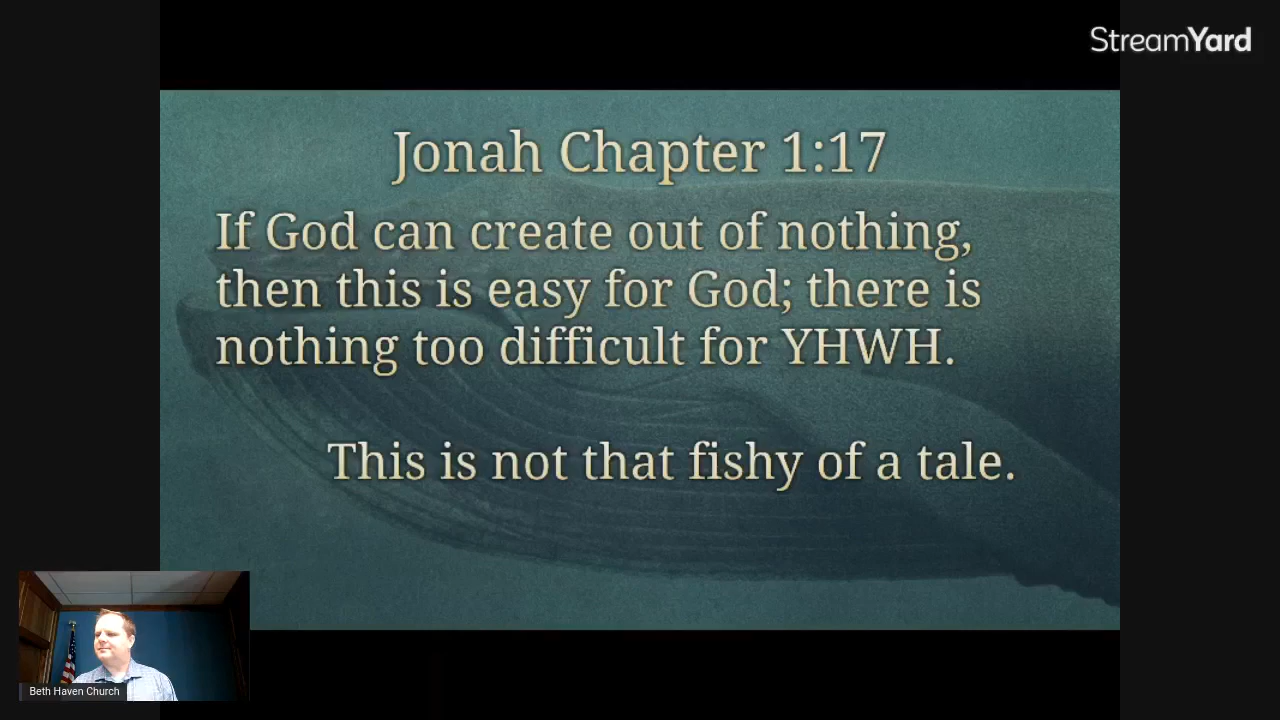 StreamYard
Jonah Chapter 1:17
If God can create out of nothing,
then this is easy for God; there is
nothing too difficult for YHWH.
This is not that fishy of a tale.
Beth Haven Church